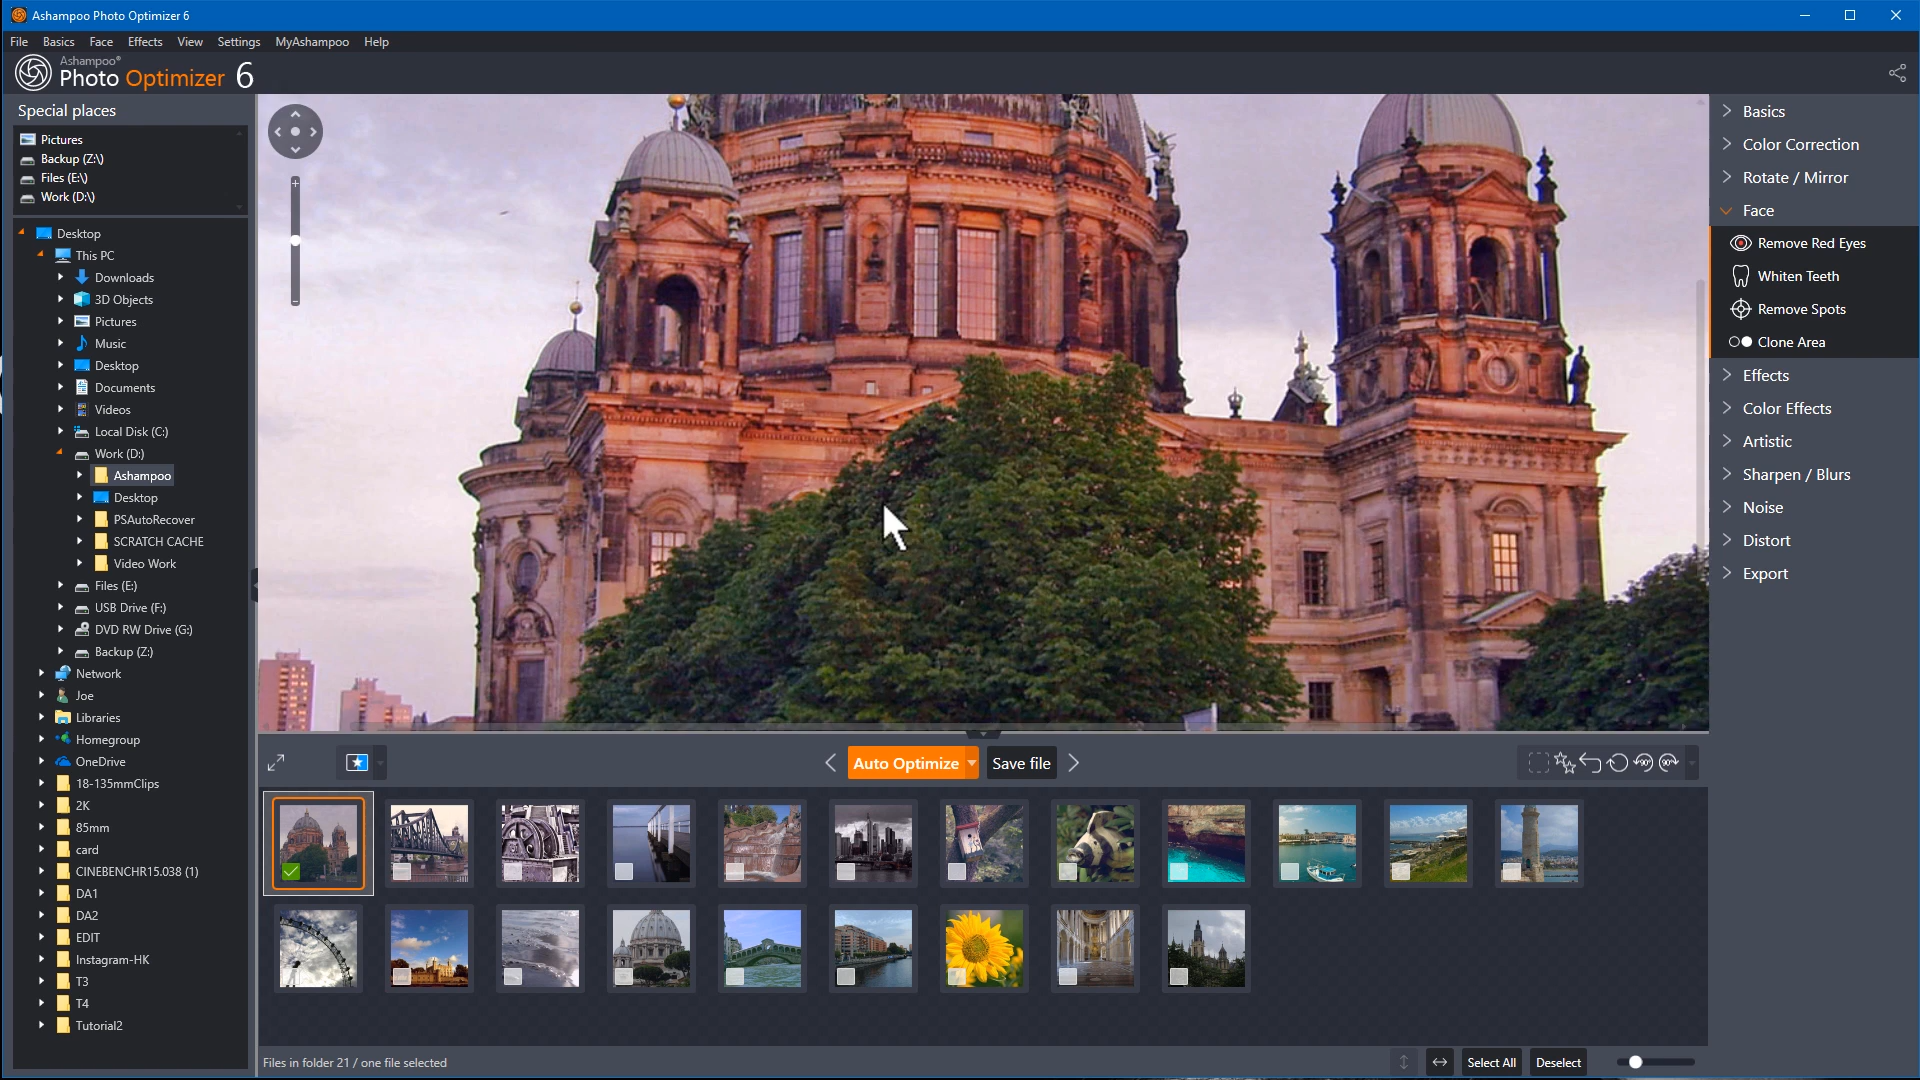 Ashampoo Photo Optimizer 6
File Basics Face Effects View Settings MyAshampoo Help
Ashampoo®
Photo Optimizer 6
Special places
Pictures
Backup (Z:\)
Files (E:\)
Work (D:\)
Desktop
This PC
Downloads
3D Objects
Pictures
Music
Desktop
Documents
Videos
Local Disk (C:)
Work (D:)
Ashampoo
Desktop
PSAutoRecover
SCRATCH CACHE
Video Work
Files (E:)
USB Drive (F:)
DVD RW Drive (G:)
Backup (Z:)
Network
Joe
Libraries
Homegroup
OneDrive
18-135mmClips
2K
85mm
card
CINEBENCHR15.038 (1)
DA1
DA2
EDIT
Instagram-HK
T3
T4
Tutorial2
Basics
Color Correction
Rotate / Mirror
Face
Remove Red Eyes
Whiten Teeth
Remove Spots
Clone Area
Effects
Color Effects
Artistic
Sharpen / Blurs
Noise
Distort
Export
Auto Optimize Save file
90° 90°
Files in folder 21 / one file selected
Select All Deselect